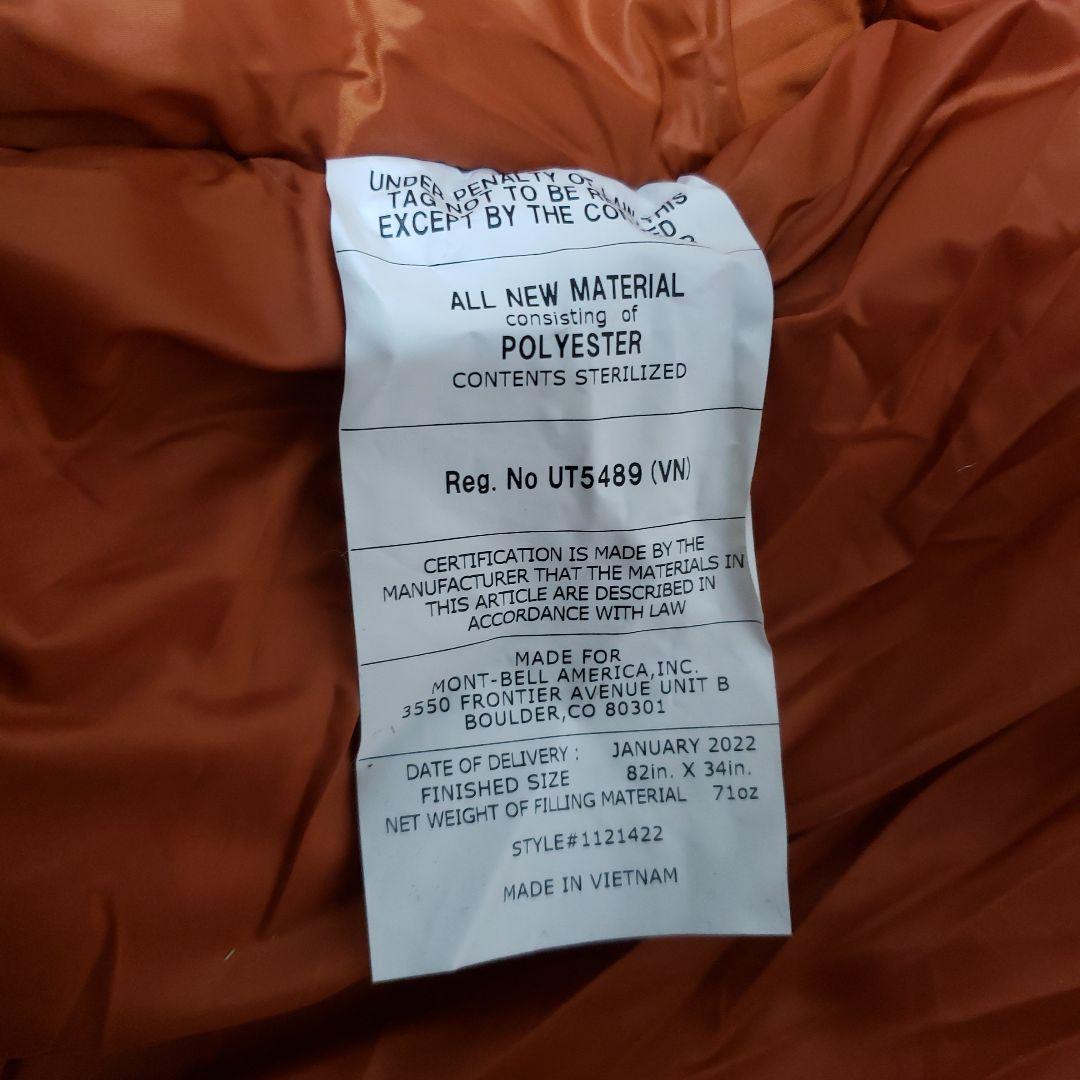 UNDER PENALTY OF LAW THIS
TAG NOT TO BE
EXCEPT BY THE
ALL NEW MATERIAL
consisting of
POLYESTER
CONTENTS STERILIZED
Reg. No UT5489 (VN)
CERTIFICATION IS MADE BY THE
MANUFACTURER THAT THE MATERIALS IN
THIS ARTICLE ARE DESCRIBED IN
ACCORDANCE WITH LAW
MADE FOR
MONT-BELL AMERICA,INC.
3550 FRONTIER AVENUE UNIT B
BOULDER,CO 80301
DATE OF DELIVERY : JANUARY 2022
FINISHED SIZE 82in. X 34in.
NET WEIGHT OF FILLING MATERIAL 71oz
STYLE#1121422
MADE IN VIETNAM